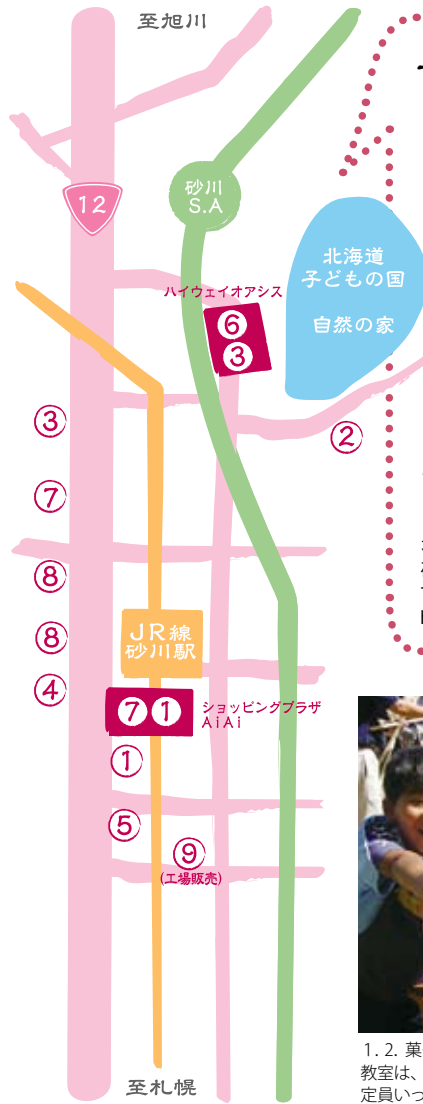 至旭川
12
砂川
S.A
北海道
子どもの国
自然の家
ハイウェイオアシス
⑥
③
③
②
⑦
⑧
JR線
砂川駅
⑧
④
⑦①
ショッピングプラザ
AiAi
①
⑤
⑨
(工場販売)
至札幌
1.2.菓
教室は、
定員いっ